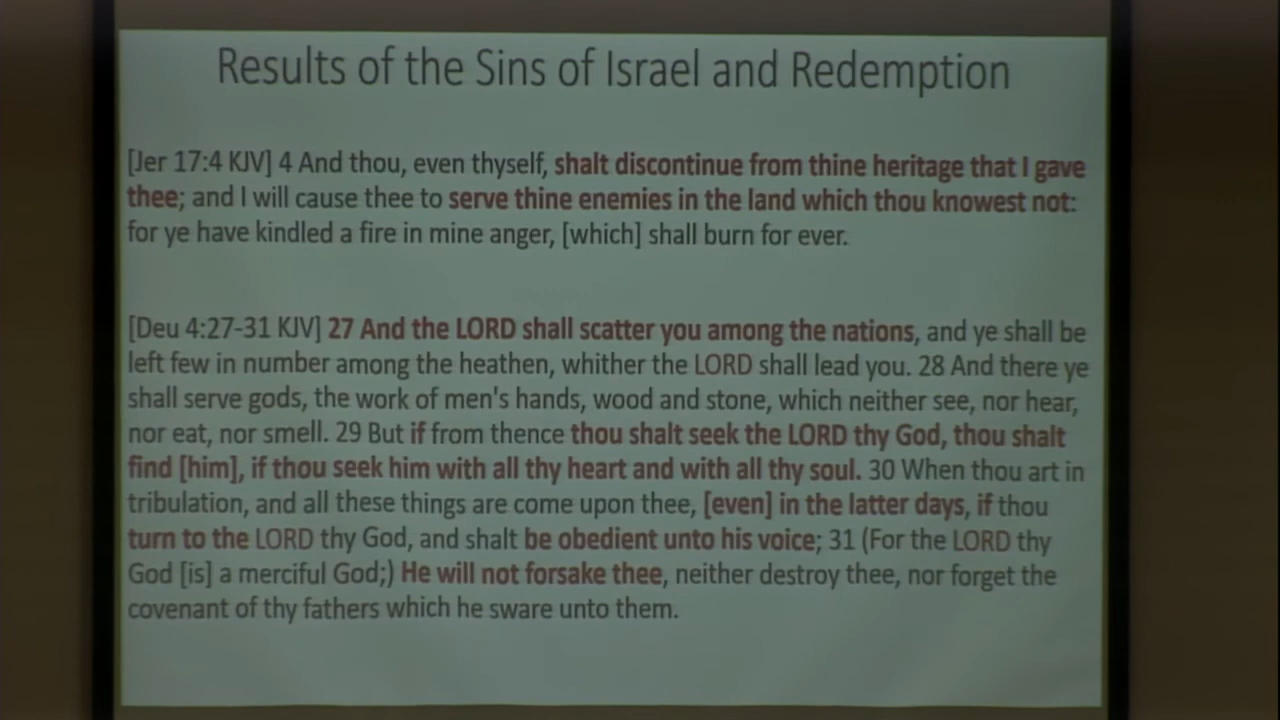 Results of the Sins of Israel and Redemption
[Jer 17:4 KJV] 4 And thou, even thyself, shalt discontinue from thine heritage that I gave
thee; and I will cause thee to serve thine enemies in the land which thou knowest not:
for ye have kindled a fire in mine anger, [which] shall burn for ever.
[Deu 4:27-31 KJV] 27 And the LORD shall scatter you among the nations, and ye shall be
left few in number among the heathen, whither the LORD shall lead you. 28 And there ye
shall serve gods, the work of men's hands, wood and stone, which neither see, nor hear,
nor eat, nor smell. 29 But if from thence thou shalt seek the LORD thy God, thou shalt
find [him], if thou seek him with all thy heart and with all thy soul. 30 When thou art in
tribulation, and all these things are come upon thee, [even] in the latter days, if thou
turn to the LORD thy God, and shalt be obedient unto his voice; 31 (For the LORD thy
God [is] a merciful God;) He will not forsake thee, neither destroy thee, nor forget the
covenant of thy fathers which he sware unto them.